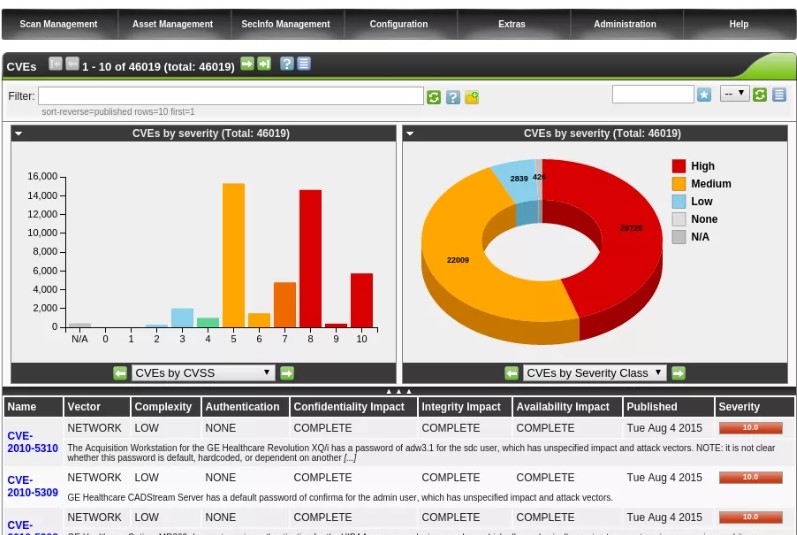 Scan Management Asset Management SecInfo Management Configuration Extras Administration Help
CVEs 1 - 10 of 46019 (total: 46019) ?
Filter: ? --
sort-reverse=published rows=10 first=1
CVEs by severity (Total: 46019)
16,000
14,000
12,000
10,000
8,000
6,000
4,000
2,000
0
N/A 0 1 2 3 4 5 6 7 8 9 10
CVEs by CVSS
CVEs by severity (Total: 46019)
2839
22009
High
Medium
Low
None
N/A
CVEs by Severity Class
Name Vector Complexity Authentication Confidentiality Impact Integrity Impact Availability Impact Published Severity
CVE-
2010-5310
NETWORK LOW NONE COMPLETE COMPLETE COMPLETE Tue Aug 4 2015 10.0
The Acquisition Workstation for the GE Healthcare Revolution XQ/i has a password of adw3.1 for the sdc user, which has unspecified impact and attack vectors. NOTE: it is not clear
whether this password is default, hardcoded, or dependent on another [...]
CVE-
2010-5309
NETWORK LOW NONE COMPLETE COMPLETE COMPLETE Tue Aug 4 2015 10.0
GE Healthcare CADStream Server has a default password of confirma for the admin user, which has unspecified impact and attack vectors.
CVE-
NETWORK LOW NONE COMPLETE COMPLETE COMPLETE Tue Aug 4 2015 10.0